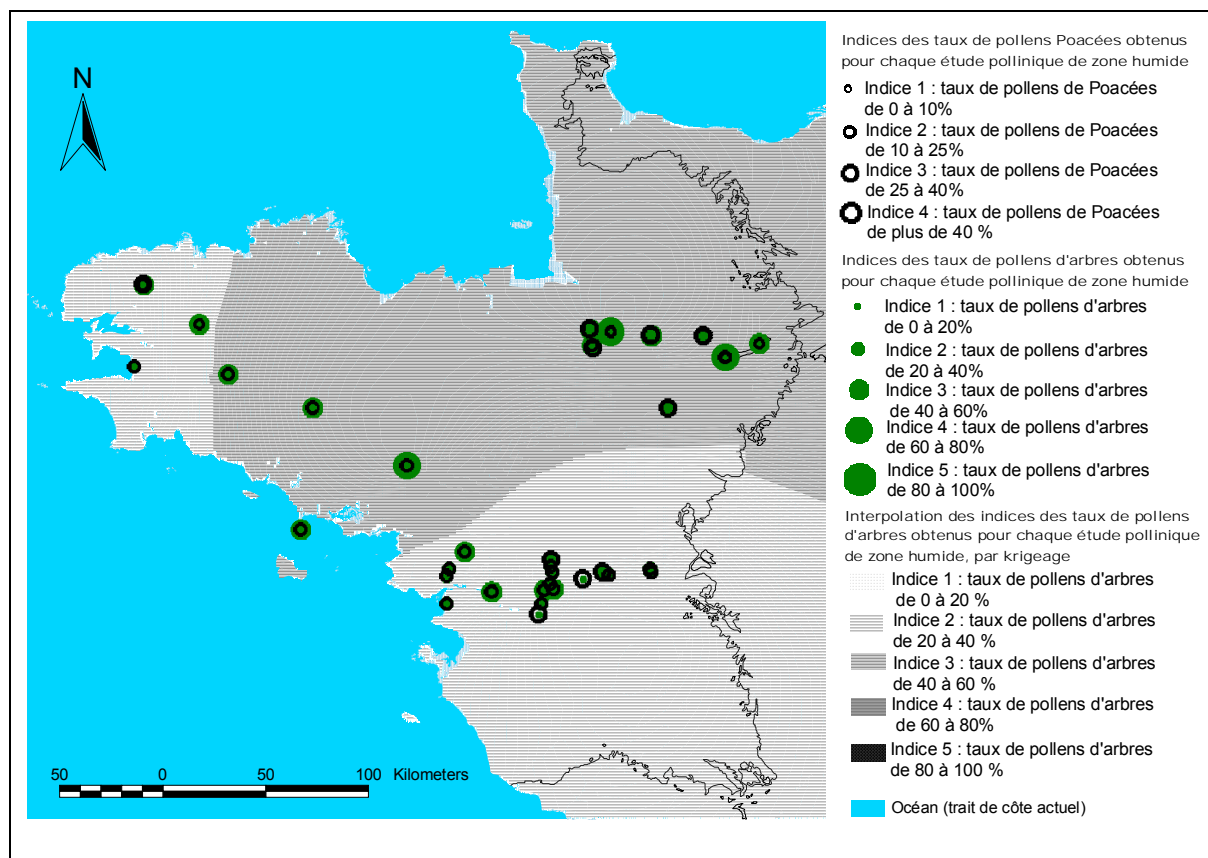 N
50 0 50 100 Kilometers
Indices des taux de pollens Poacées obtenus
pour chaque étude pollinique de zone humide
Indice 1 : taux de pollens de Poacées
de 0 à 10%
Indice 2 : taux de pollens de Poacées
de 10 à 25%
Indice 3 : taux de pollens de Poacées
de 25 à 40%
Indice 4 : taux de pollens de Poacées
de plus de 40 %
Indices des taux de pollens d'arbres obtenus
pour chaque étude pollinique de zone humide
Indice 1 : taux de pollens d'arbres
de 0 à 20%
Indice 2 : taux de pollens d'arbres
de 20 à 40%
Indice 3 : taux de pollens d'arbres
de 40 à 60%
Indice 4 : taux de pollens d'arbres
de 60 à 80%
Indice 5 : taux de pollens d'arbres
de 80 à 100%
Interpolation des indices des taux de pollens
d'arbres obtenus pour chaque étude pollinique
de zone humide, par krigeage
Indice 1 : taux de pollens d'arbres
de 0 à 20 %
Indice 2 : taux de pollens d'arbres
de 20 à 40 %
Indice 3 : taux de pollens d'arbres
de 40 à 60 %
Indice 4 : taux de pollens d'arbres
de 60 à 80%
Indice 5 : taux de pollens d'arbres
de 80 à 100 %
Océan (trait de côte actuel)